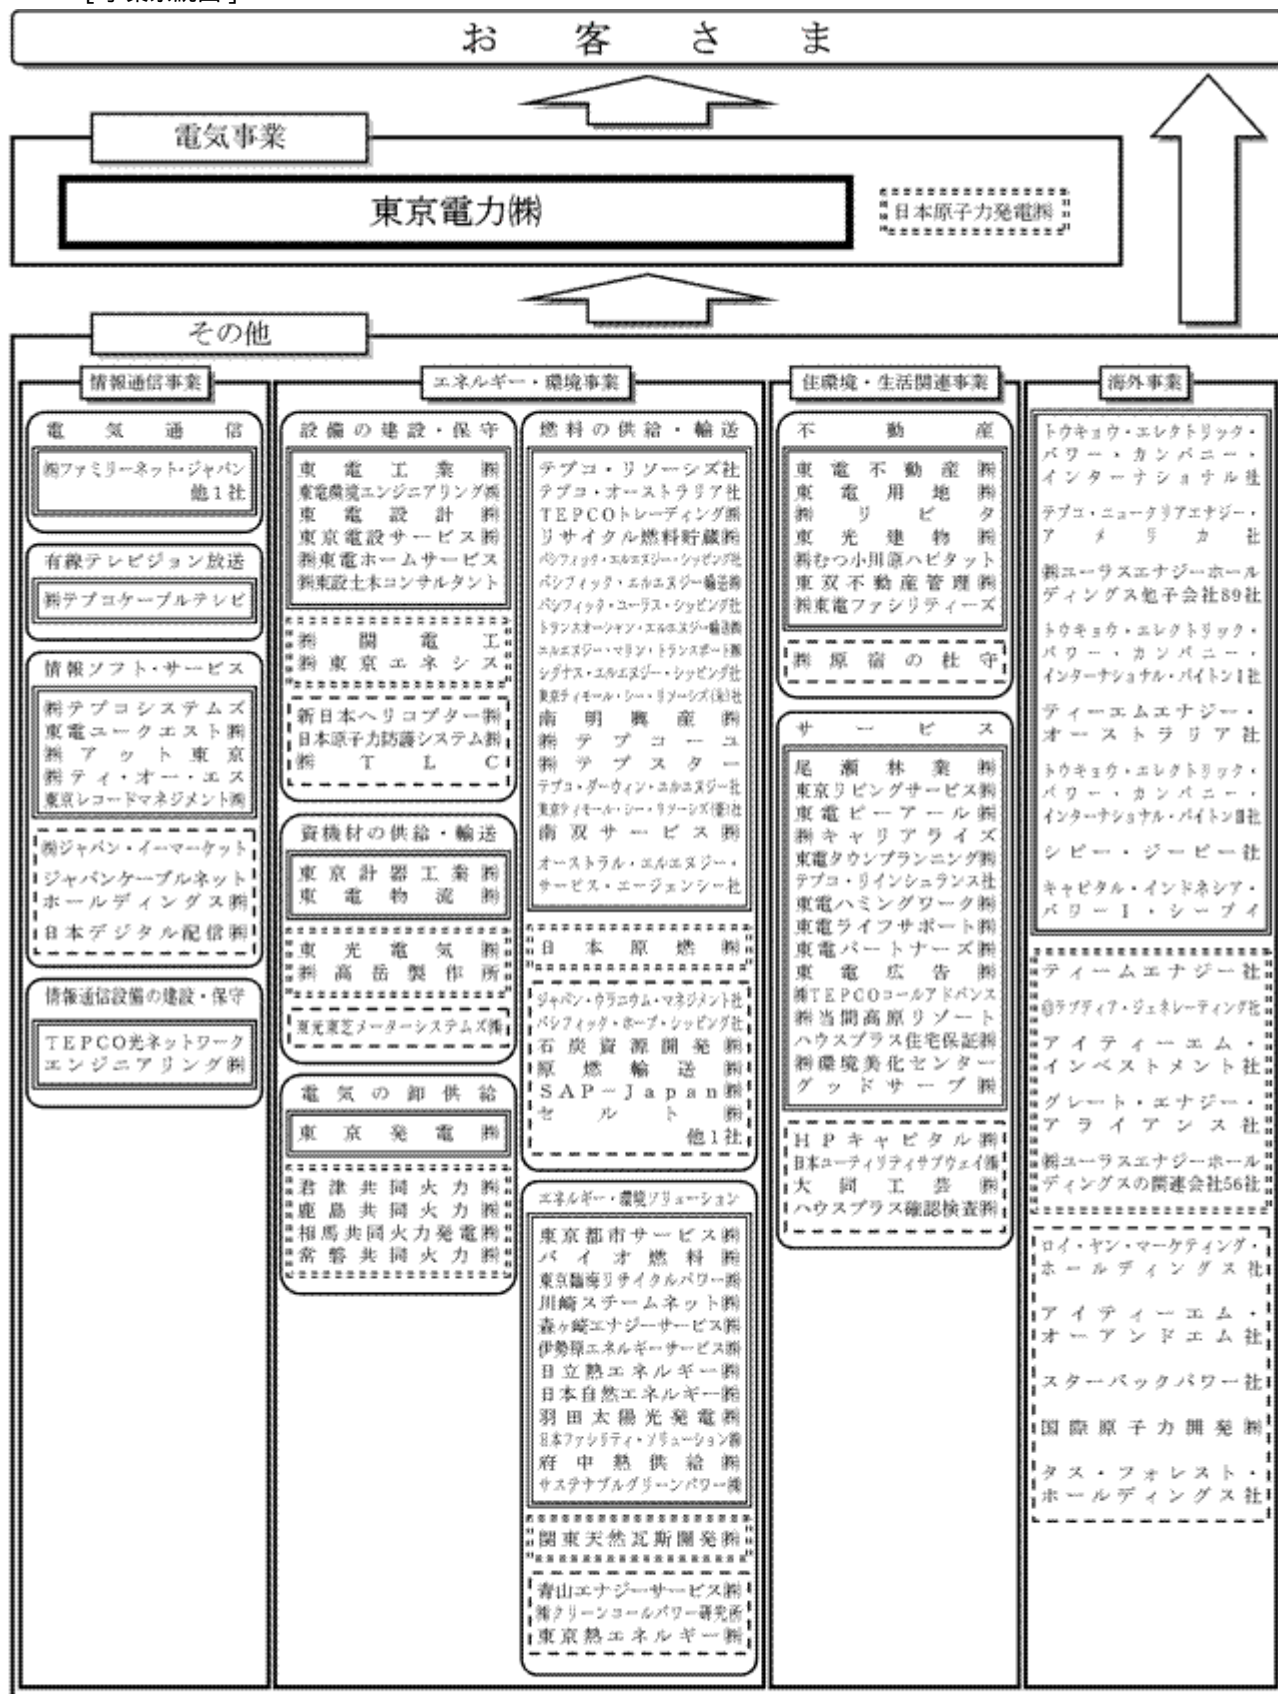 [事業系統図]
お客さま
電気事業
東京電力㈱
日本原子力発電㈱
その他
情報通信事業
電気通信
㈱ファミリーネット・ジャパン
他1社
有線テレビジョン放送
㈱テプコケーブルテレビ
情報ソフト・サービス
㈱テプコシステムズ
東電ユークエスト㈱
㈱アット東京
㈱ティ・オー・エス
東京レコードマネジメント㈱
㈱ジャパン・イーマーケット
ジャパンケーブルネット
ホールディングス㈱
日本デジタル配信㈱
情報通信設備の建設・保守
TEPCO光ネットワーク
エンジニアリング㈱
エネルギー・環境事業
設備の建設・保守
東電工業㈱
東電環境エンジニアリング㈱
東電設計㈱
東京電設サービス㈱
㈱東電ホームサービス
㈱東設土木コンサルタント
㈱関電工
㈱東京エネシス
新日本ヘリコプター㈱
日本原子力防護システム㈱
㈱TLC
資機材の供給・輸送
東京計器工業㈱
東電物流㈱
東光電気㈱
㈱高岳製作所
東光東芝メーターシステムズ㈱
電気の卸供給
東京発電㈱
君津共同火力㈱
鹿島共同火力㈱
相馬共同火力発電㈱
常磐共同火力㈱
燃料の供給・輸送
テプコ・リソーシズ社
テプコ・オーストラリア社
TEPCOトレーディング㈱
リサイクル燃料貯蔵㈱
パシフィック・エルエヌジー・シッピング社
パシフィック・エルエヌジー輸送㈱
パシフィック・ユーラス・シッピング社
トランスオーシャン・エルエヌジー輸送㈱
エルエヌジー・マリン・トランスポート㈱
シグナス・エルエヌジー・シッピング社
東京ティモール・シー・リソーシズ(米)社
南明興産㈱
㈱テプコーユ
㈱テプスター
テプコ・ダーウィン・エルエヌジー社
東京ティモール・シー・リソーシズ(豪)社
南双サービス㈱
オーストラル・エルエヌジー・
サービス・エージェンシー社
日本原燃㈱
ジャパン・ウラニウム・マネジメント社
パシフィック・ホープ・シッピング社
石炭資源開発㈱
原燃輸送㈱
SAP-Japan㈱
セルト㈱
他1社
エネルギー・環境ソリューション
東京都市サービス㈱
バイオ燃料㈱
東京臨海リサイクルパワー㈱
川崎スチームネット㈱
森ヶ崎エナジーサービス㈱
伊勢原エネルギーサービス㈱
日立熱エネルギー㈱
日本自然エネルギー㈱
羽田太陽光発電㈱
日本ファシリティ・ソリューション㈱
府中熱供給㈱
サステナブルグリーンパワー㈱
関東天然瓦斯開発㈱
青山エナジーサービス㈱
㈱クリーンコールパワー研究所
東京熱エネルギー㈱
住環境・生活関連事業
不動産
東電不動産㈱
東電用地㈱
㈱リビタ
東光建物㈱
㈱むつ小川原ハビタット
東双不動産管理㈱
㈱東電ファシリティーズ
㈱原宿の杜守
サービス
尾瀬林業㈱
東京リビングサービス㈱
東電ピーアール㈱
㈱キャリアライズ
東電タウンプランニング㈱
テプコ・リインシュランス社
東電ハミングワーク㈱
東電ライフサポート㈱
東電パートナーズ㈱
東電広告㈱
㈱TEPCOコールアドバンス
㈱当間高原リゾート
ハウスプラス住宅保証㈱
㈱環境美化センター
グッドサーブ㈱
HPキャピタル㈱
日本ユーティリティサブウェイ㈱
大同工芸㈱
ハウスプラス確認検査㈱
海外事業
トウキョウ・エレクトリック・
パワー・カンパニー・
インターナショナル社
テプコ・ニュークリアエナジー・
アメリカ社
㈱ユーラスエナジーホール
ディングス他子会社89社
トウキョウ・エレクトリック・
パワー・カンパニー・
インターナショナル・パイトンⅠ社
ティーエムエナジー・
オーストラリア社
トウキョウ・エレクトリック・
パワー・カンパニー・
インターナショナル・パイトンⅡ社
シピー・ジーピー社
キャピタル・インドネシア・
パワーⅠ・シーブイ
ティームエナジー社
アイティーエム・
インベストメント社
グレート・エナジー・
アライアンス社
㈱ユーラスエナジーホール
ディングスの関連会社56社
ロイ・ヤン・マーケティング・
ホールディングス社
アイティーエム・
オーアンドエム社
スターバックパワー社
国際原子力開発㈱
タス・フォレスト・
ホールディングス社